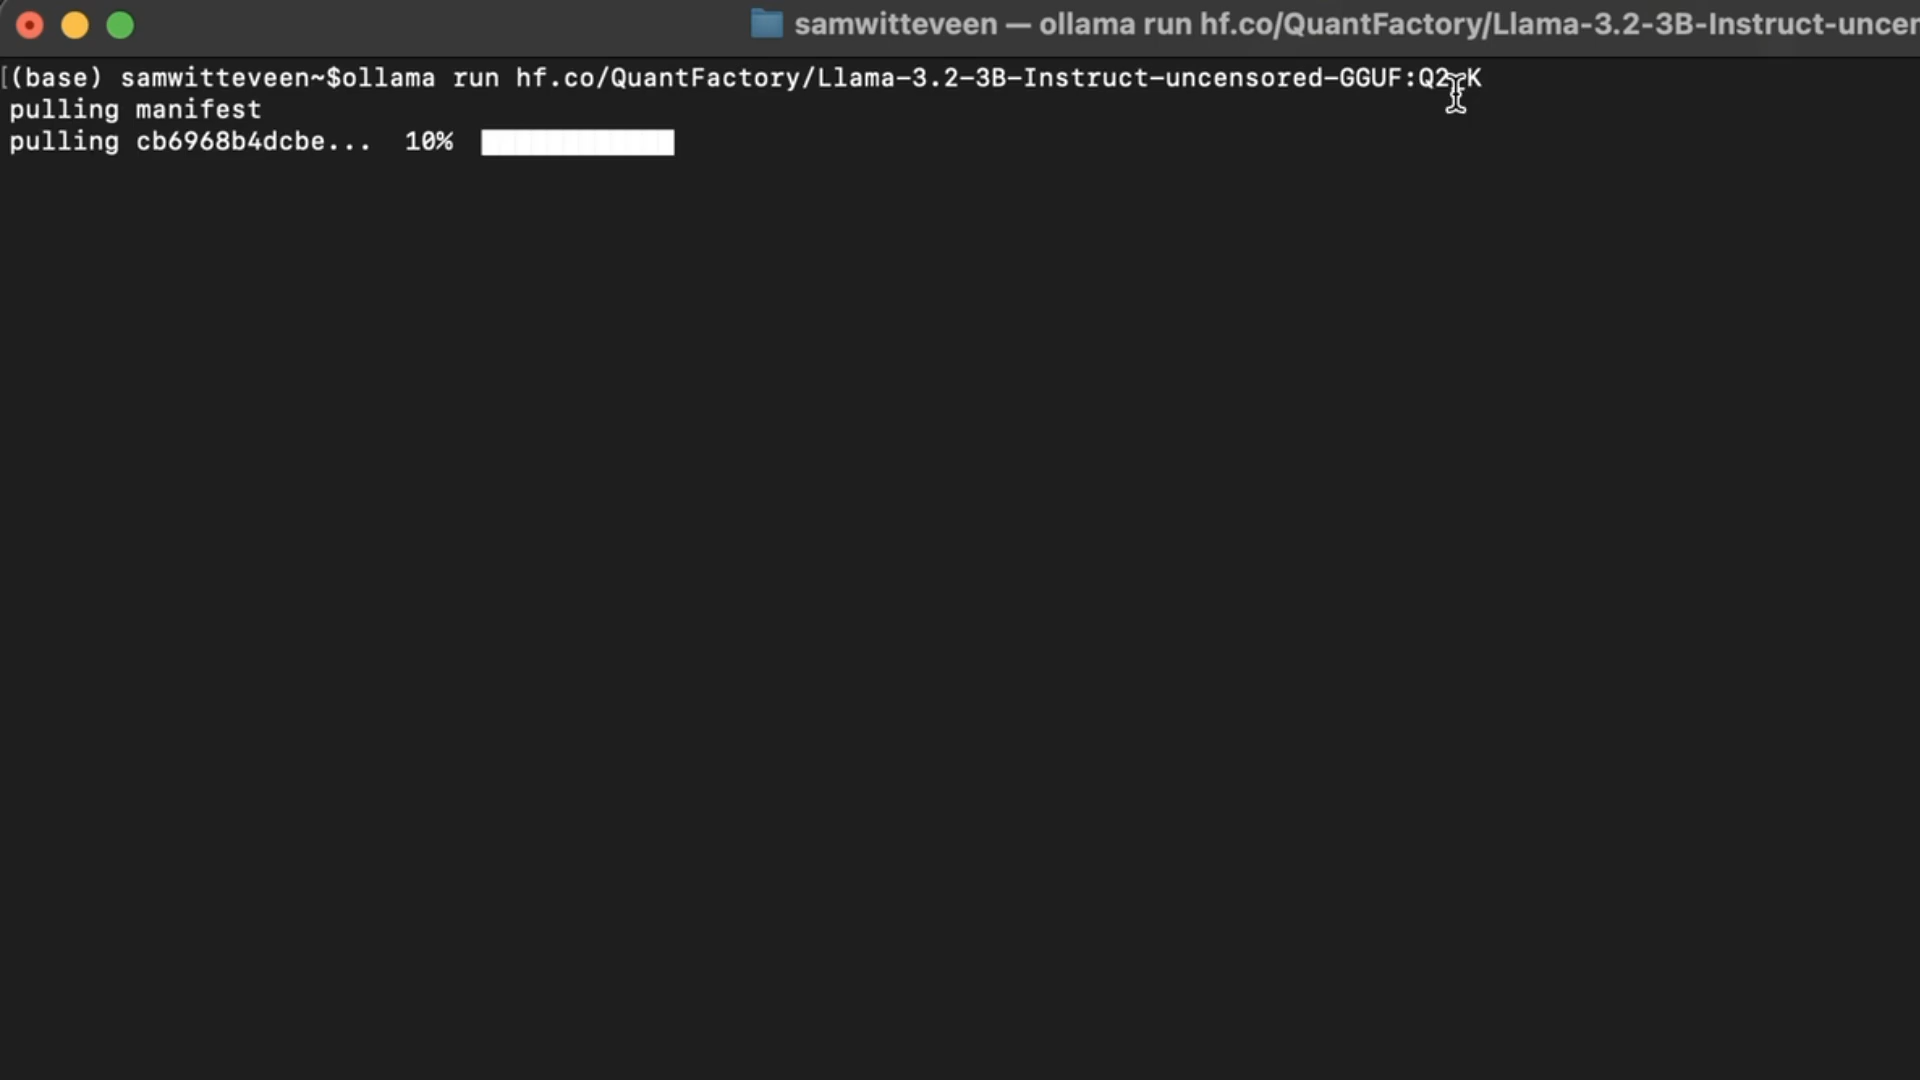 samwitteveen — ollama run hf.co/QuantFactory/Llama-3.2-3B-Instruct-uncen
[(base) samwitteveen~$ollama run hf.co/QuantFactory/Llama-3.2-3B-Instruct-uncensored-GGUF:Q2_K
pulling manifest
pulling cb6968b4dcbe... 10%